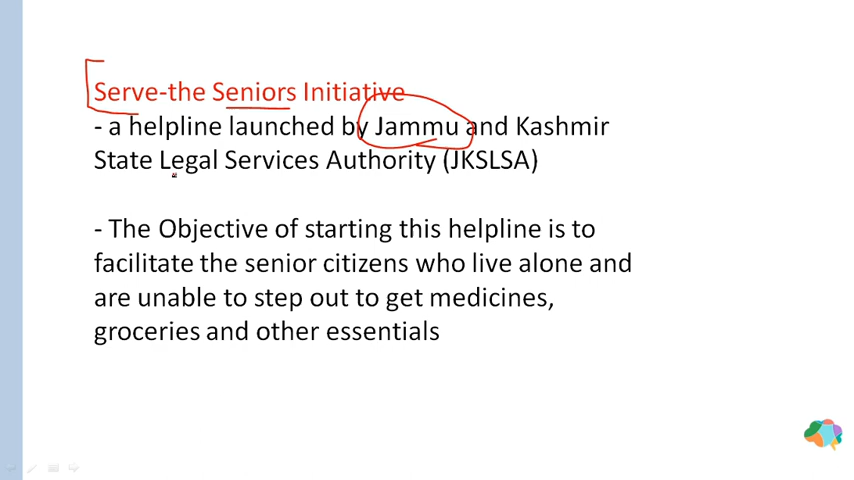 Serve-the Seniors Initiative
- a helpline launched by Jammu and Kashmir
State Legal Services Authority (JKSLSA)
- The Objective of starting this helpline is to
facilitate the senior citizens who live alone and
are unable to step out to get medicines,
groceries and other essentials